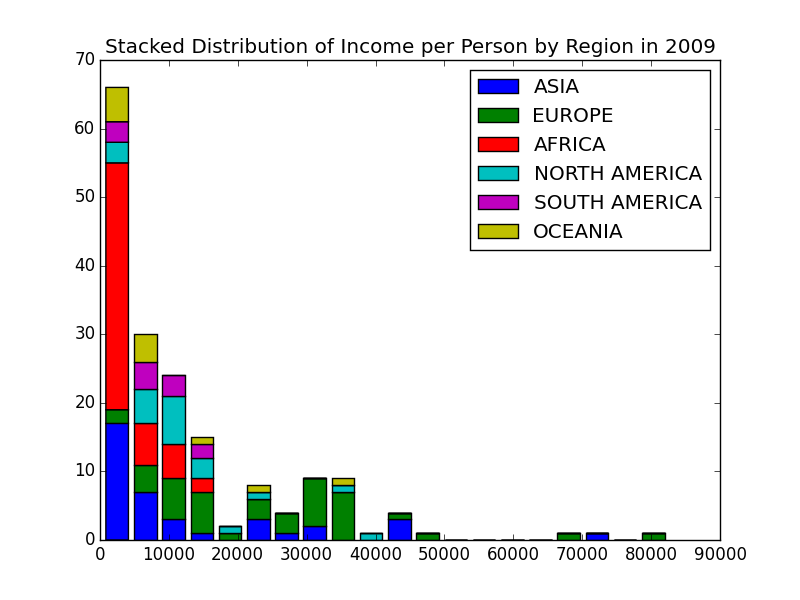 Stacked Distribution of Income per Person by Region in 2009
70
60
50
40
30
20
10
0
ASIA
EUROPE
AFRICA
NORTH AMERICA
SOUTH AMERICA
OCEANIA
0 10000 20000 30000 40000 50000 60000 70000 80000 90000